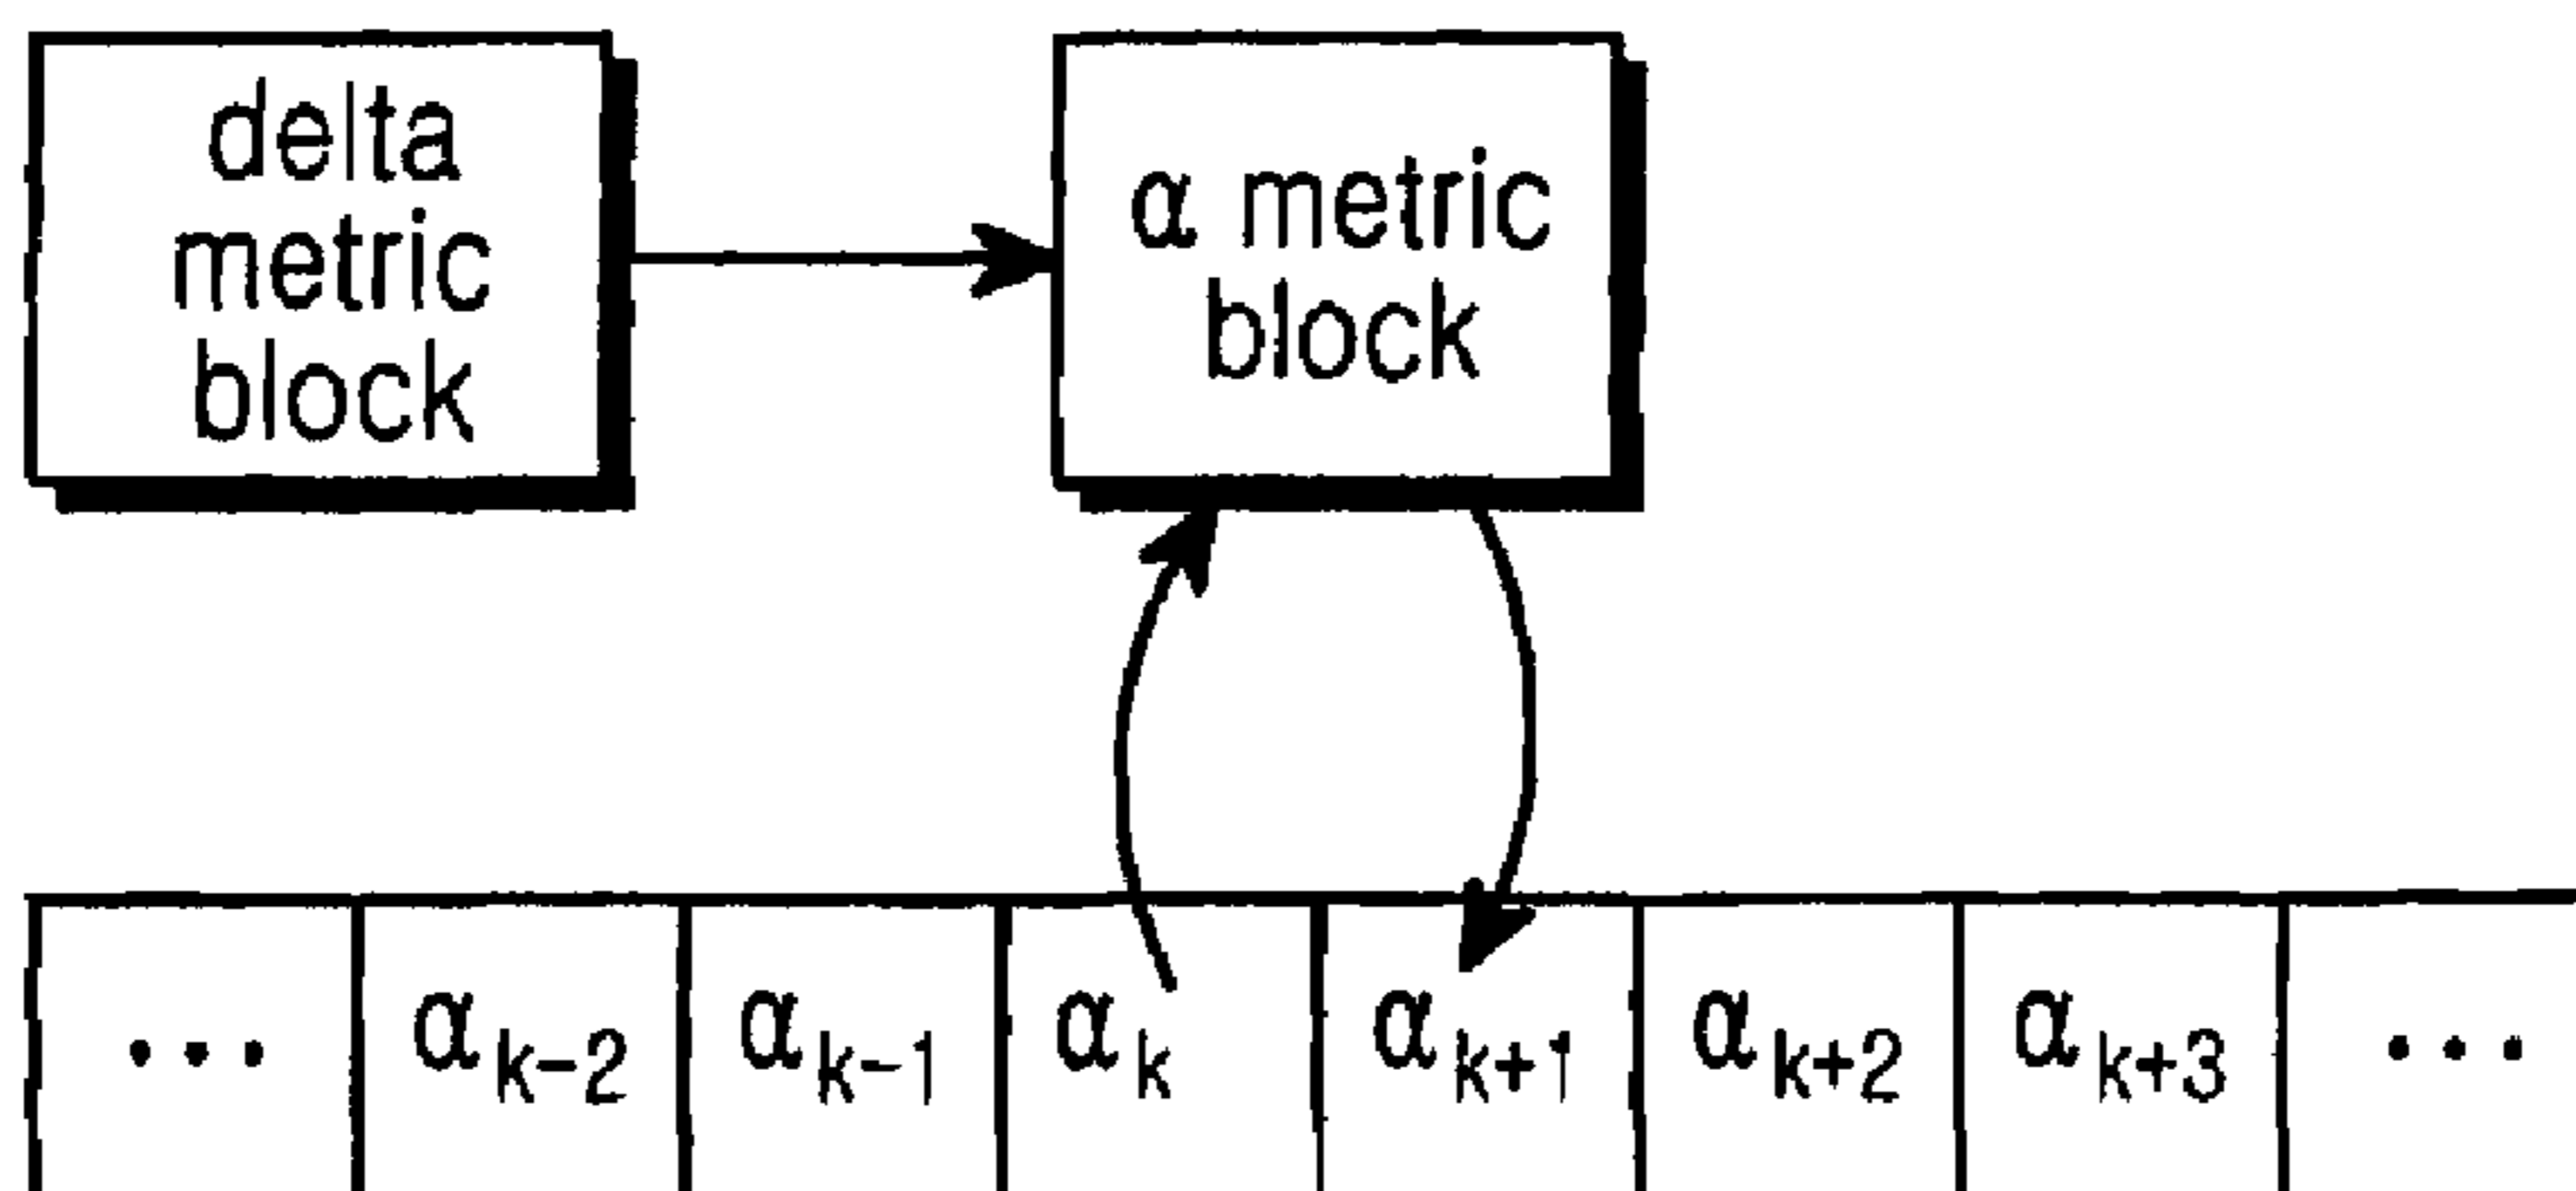 delta
metric
block
α metric
block
... α k-2 α k-1 α k α k+1 α k+2 α k+3 ...